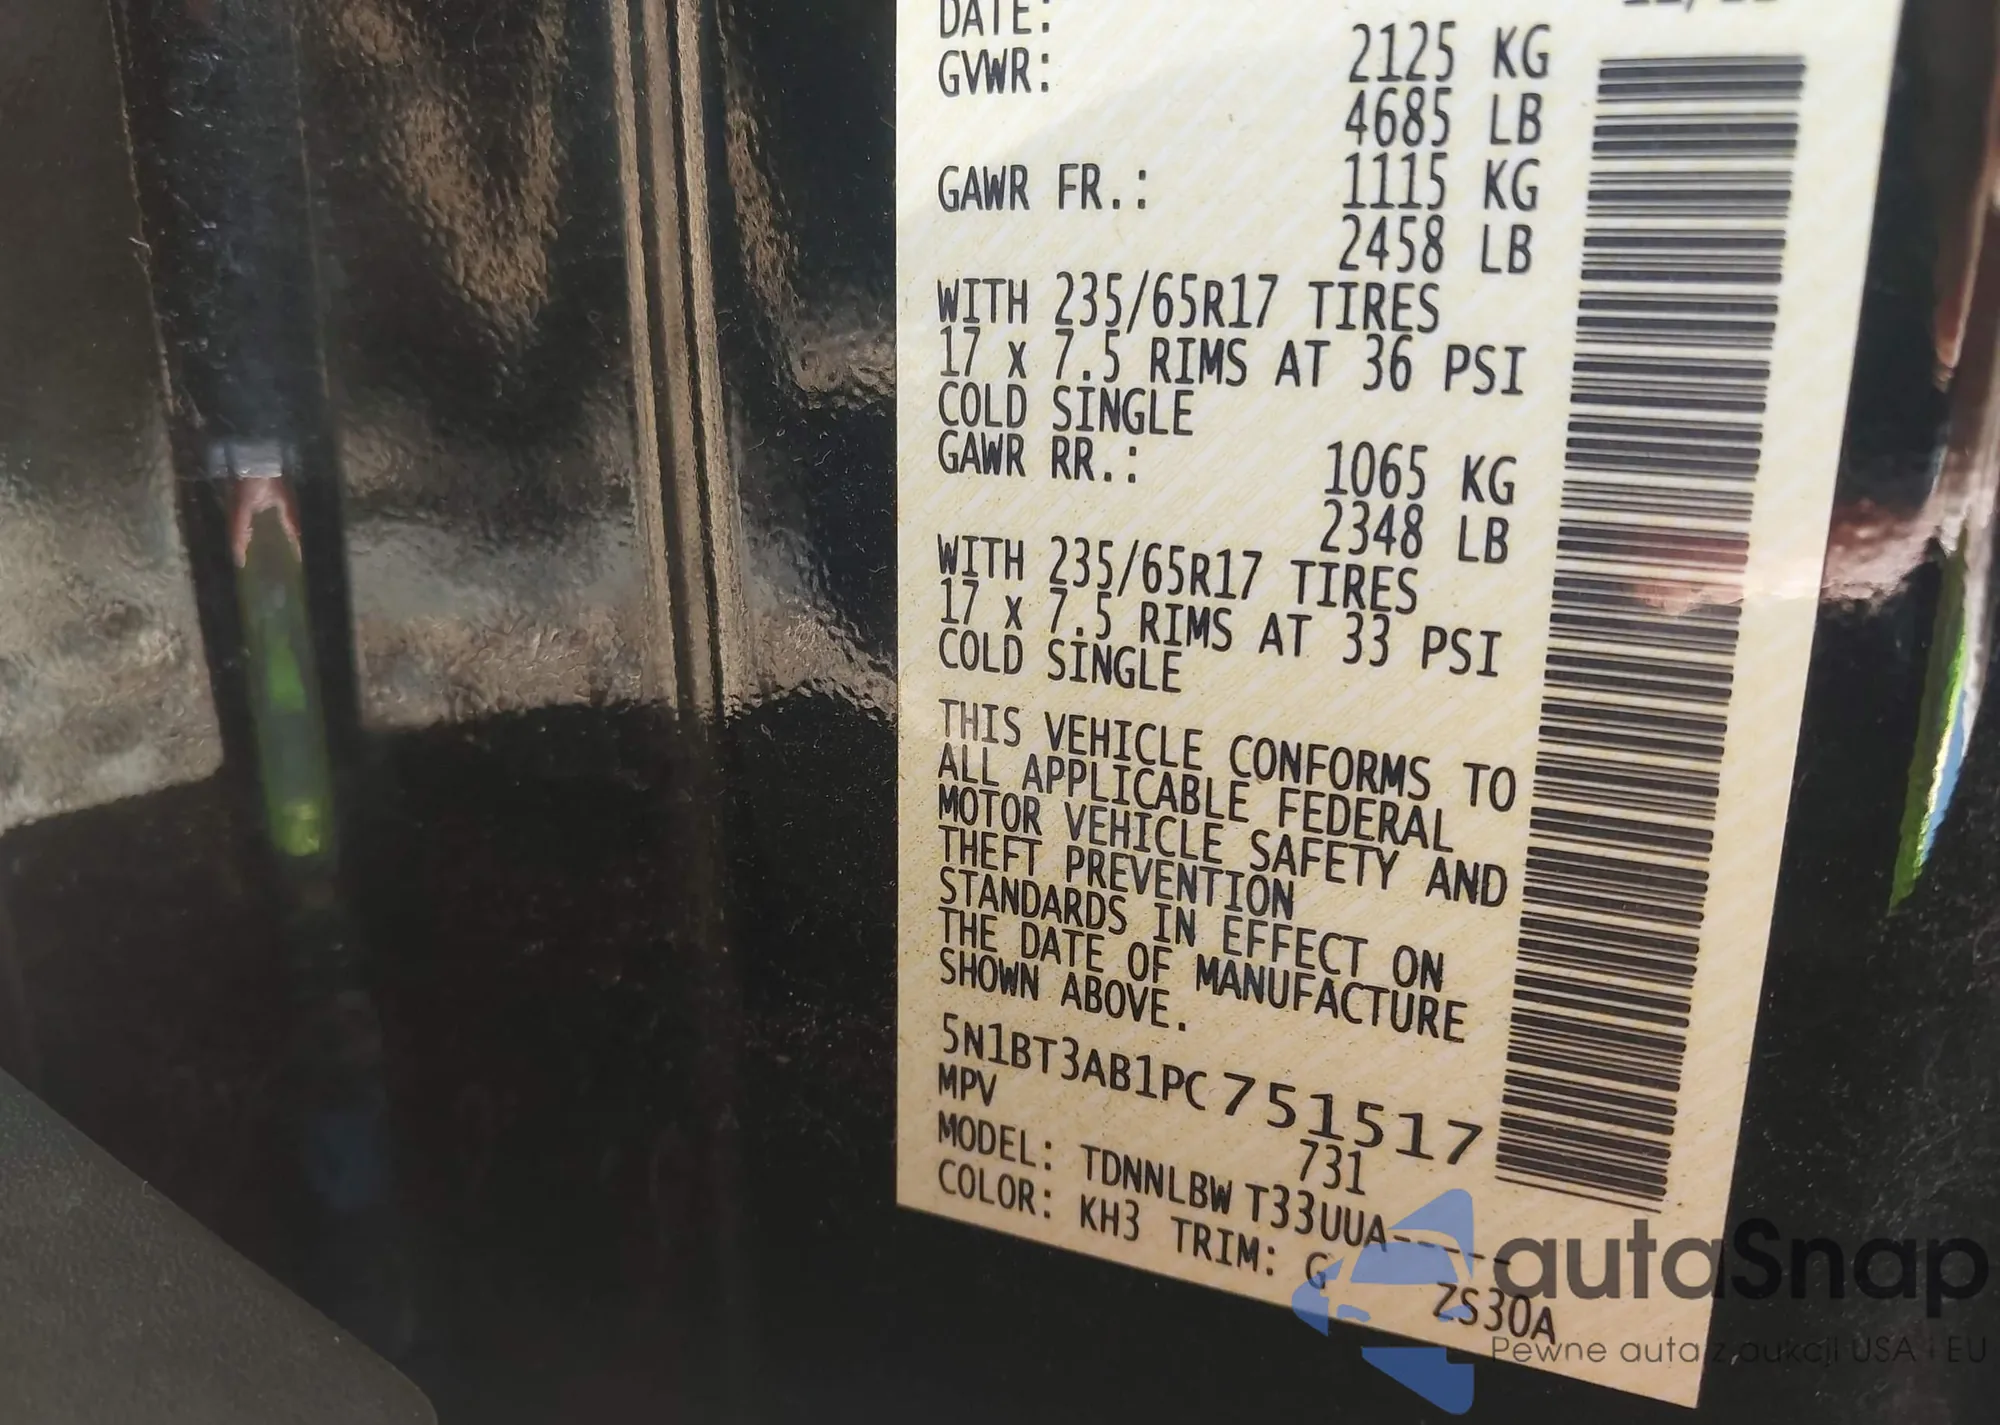 DATE:
GVWR: 2125 KG
4685 LB
GAWR FR.: 1115 KG
2458 LB
WITH 235/65R17 TIRES
17 x 7.5 RIMS AT 36 PSI
COLD SINGLE
GAWR RR.: 1065 KG
2348 LB
WITH 235/65R17 TIRES
17 x 7.5 RIMS AT 33 PSI
COLD SINGLE
THIS VEHICLE CONFORMS TO
ALL APPLICABLE FEDERAL
MOTOR VEHICLE SAFETY AND
THEFT PREVENTION
STANDARDS IN EFFECT ON
THE DATE OF MANUFACTURE
SHOWN ABOVE.
5N1BT3AB1PC751517
MPV 731
MODEL: TDNNLBW T33UUA-----
COLOR: KH3 TRIM: G ZS30A
autaSnap
Pewne auta z aukcji USA i EU